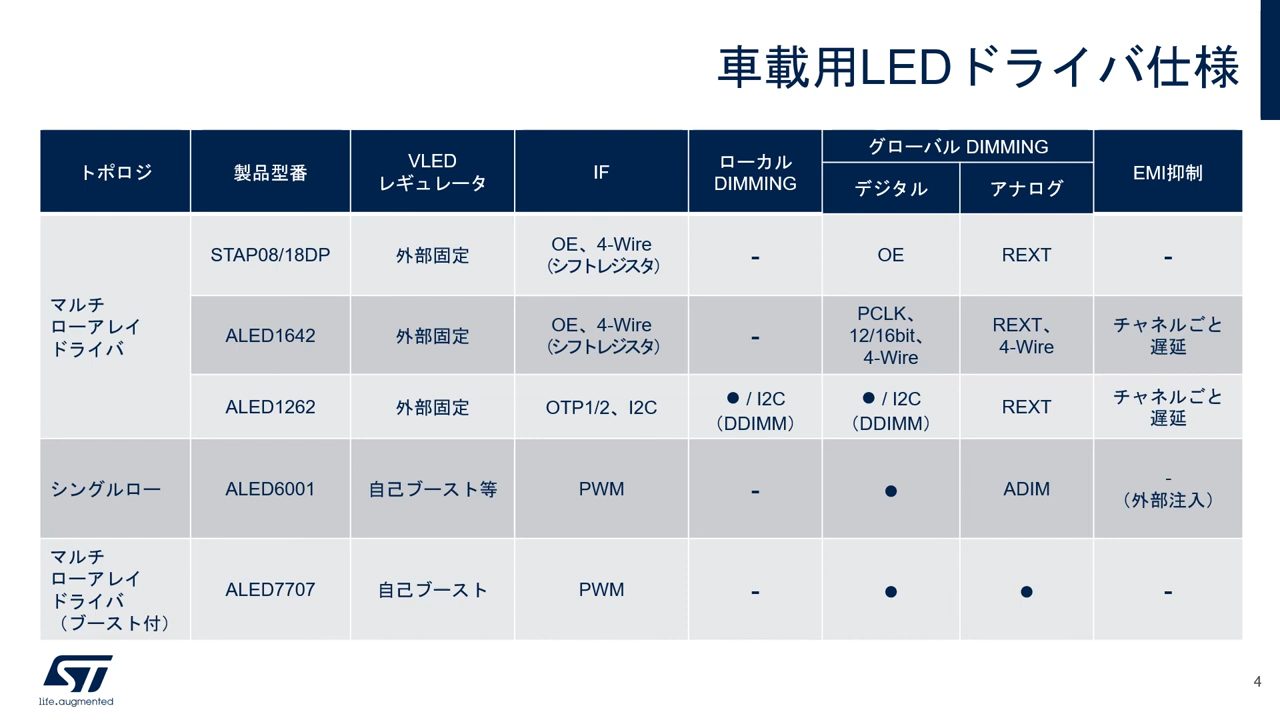 車載用LEDドライバ仕様
トポロジ
製品型番
VLED
レギュレータ
IF
ローカル
DIMMING
グローバル DIMMING
デジタル
アナログ
EMI抑制
マルチ
ローアレイ
ドライバ
STAP08/18DP
外部固定
OE、4-Wire
(シフトレジスタ)
-
OE
REXT
-
ALED1642
外部固定
OE、4-Wire
(シフトレジスタ)
-
PCLK、
12/16bit、
4-Wire
REXT、
4-Wire
チャネルごと
遅延
ALED1262
外部固定
OTP1/2、I2C
● / I2C
（DDIMM）
● / I2C
（DDIMM）
REXT
チャネルごと
遅延
シングルロー
ALED6001
自己ブースト等
PWM
-
●
ADIM
-
（外部注入）
マルチ
ローアレイ
ドライバ
（ブースト付）
ALED7707
自己ブースト
PWM
-
●
●
-
ST
life.augmented
4